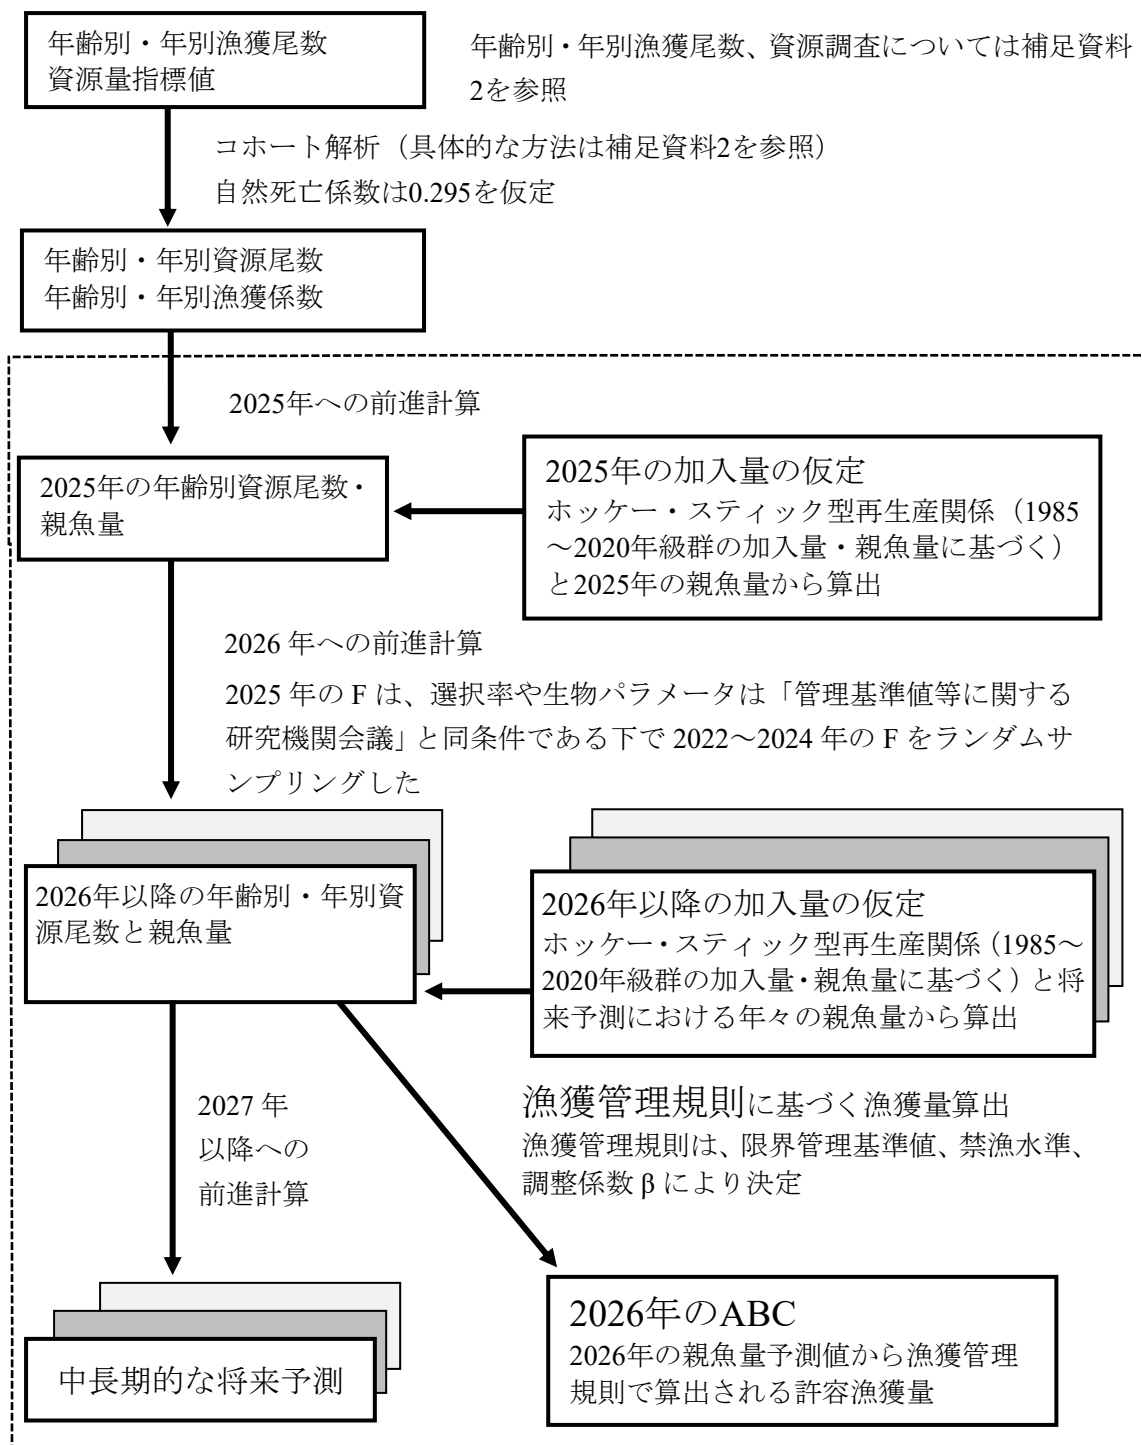 年齢別・年別漁獲尾数
資源量指標値
年齢別・年別漁獲尾数、資源調査については補足資料
2を参照
コホート解析（具体的な方法は補足資料2を参照）
自然死亡係数は0.295を仮定
年齢別・年別資源尾数
年齢別・年別漁獲係数
2025年への前進計算
2025年の年齢別資源尾数・
親魚量
2025年の加入量の仮定
ホッケー・スティック型再生産関係（1985
～2020年級群の加入量・親魚量に基づく）
と2025年の親魚量から算出
2026 年への前進計算
2025 年の F は、選択率や生物パラメータは「管理基準値等に関する
研究機関会議」と同条件である下で 2022～2024 年の F をランダムサ
ンプリングした
2026年以降の年齢別・年別資
源尾数と親魚量
2026年以降の加入量の仮定
ホッケー・スティック型再生産関係（1985～
2020年級群の加入量・親魚量に基づく）と将
来予測における年々の親魚量から算出
2027 年
以降への
前進計算
漁獲管理規則に基づく漁獲量算出
漁獲管理規則は、限界管理基準値、禁漁水準、
調整係数 β により決定
中長期的な将来予測
2026年のABC
2026年の親魚量予測値から漁獲管理
規則で算出される許容漁獲量